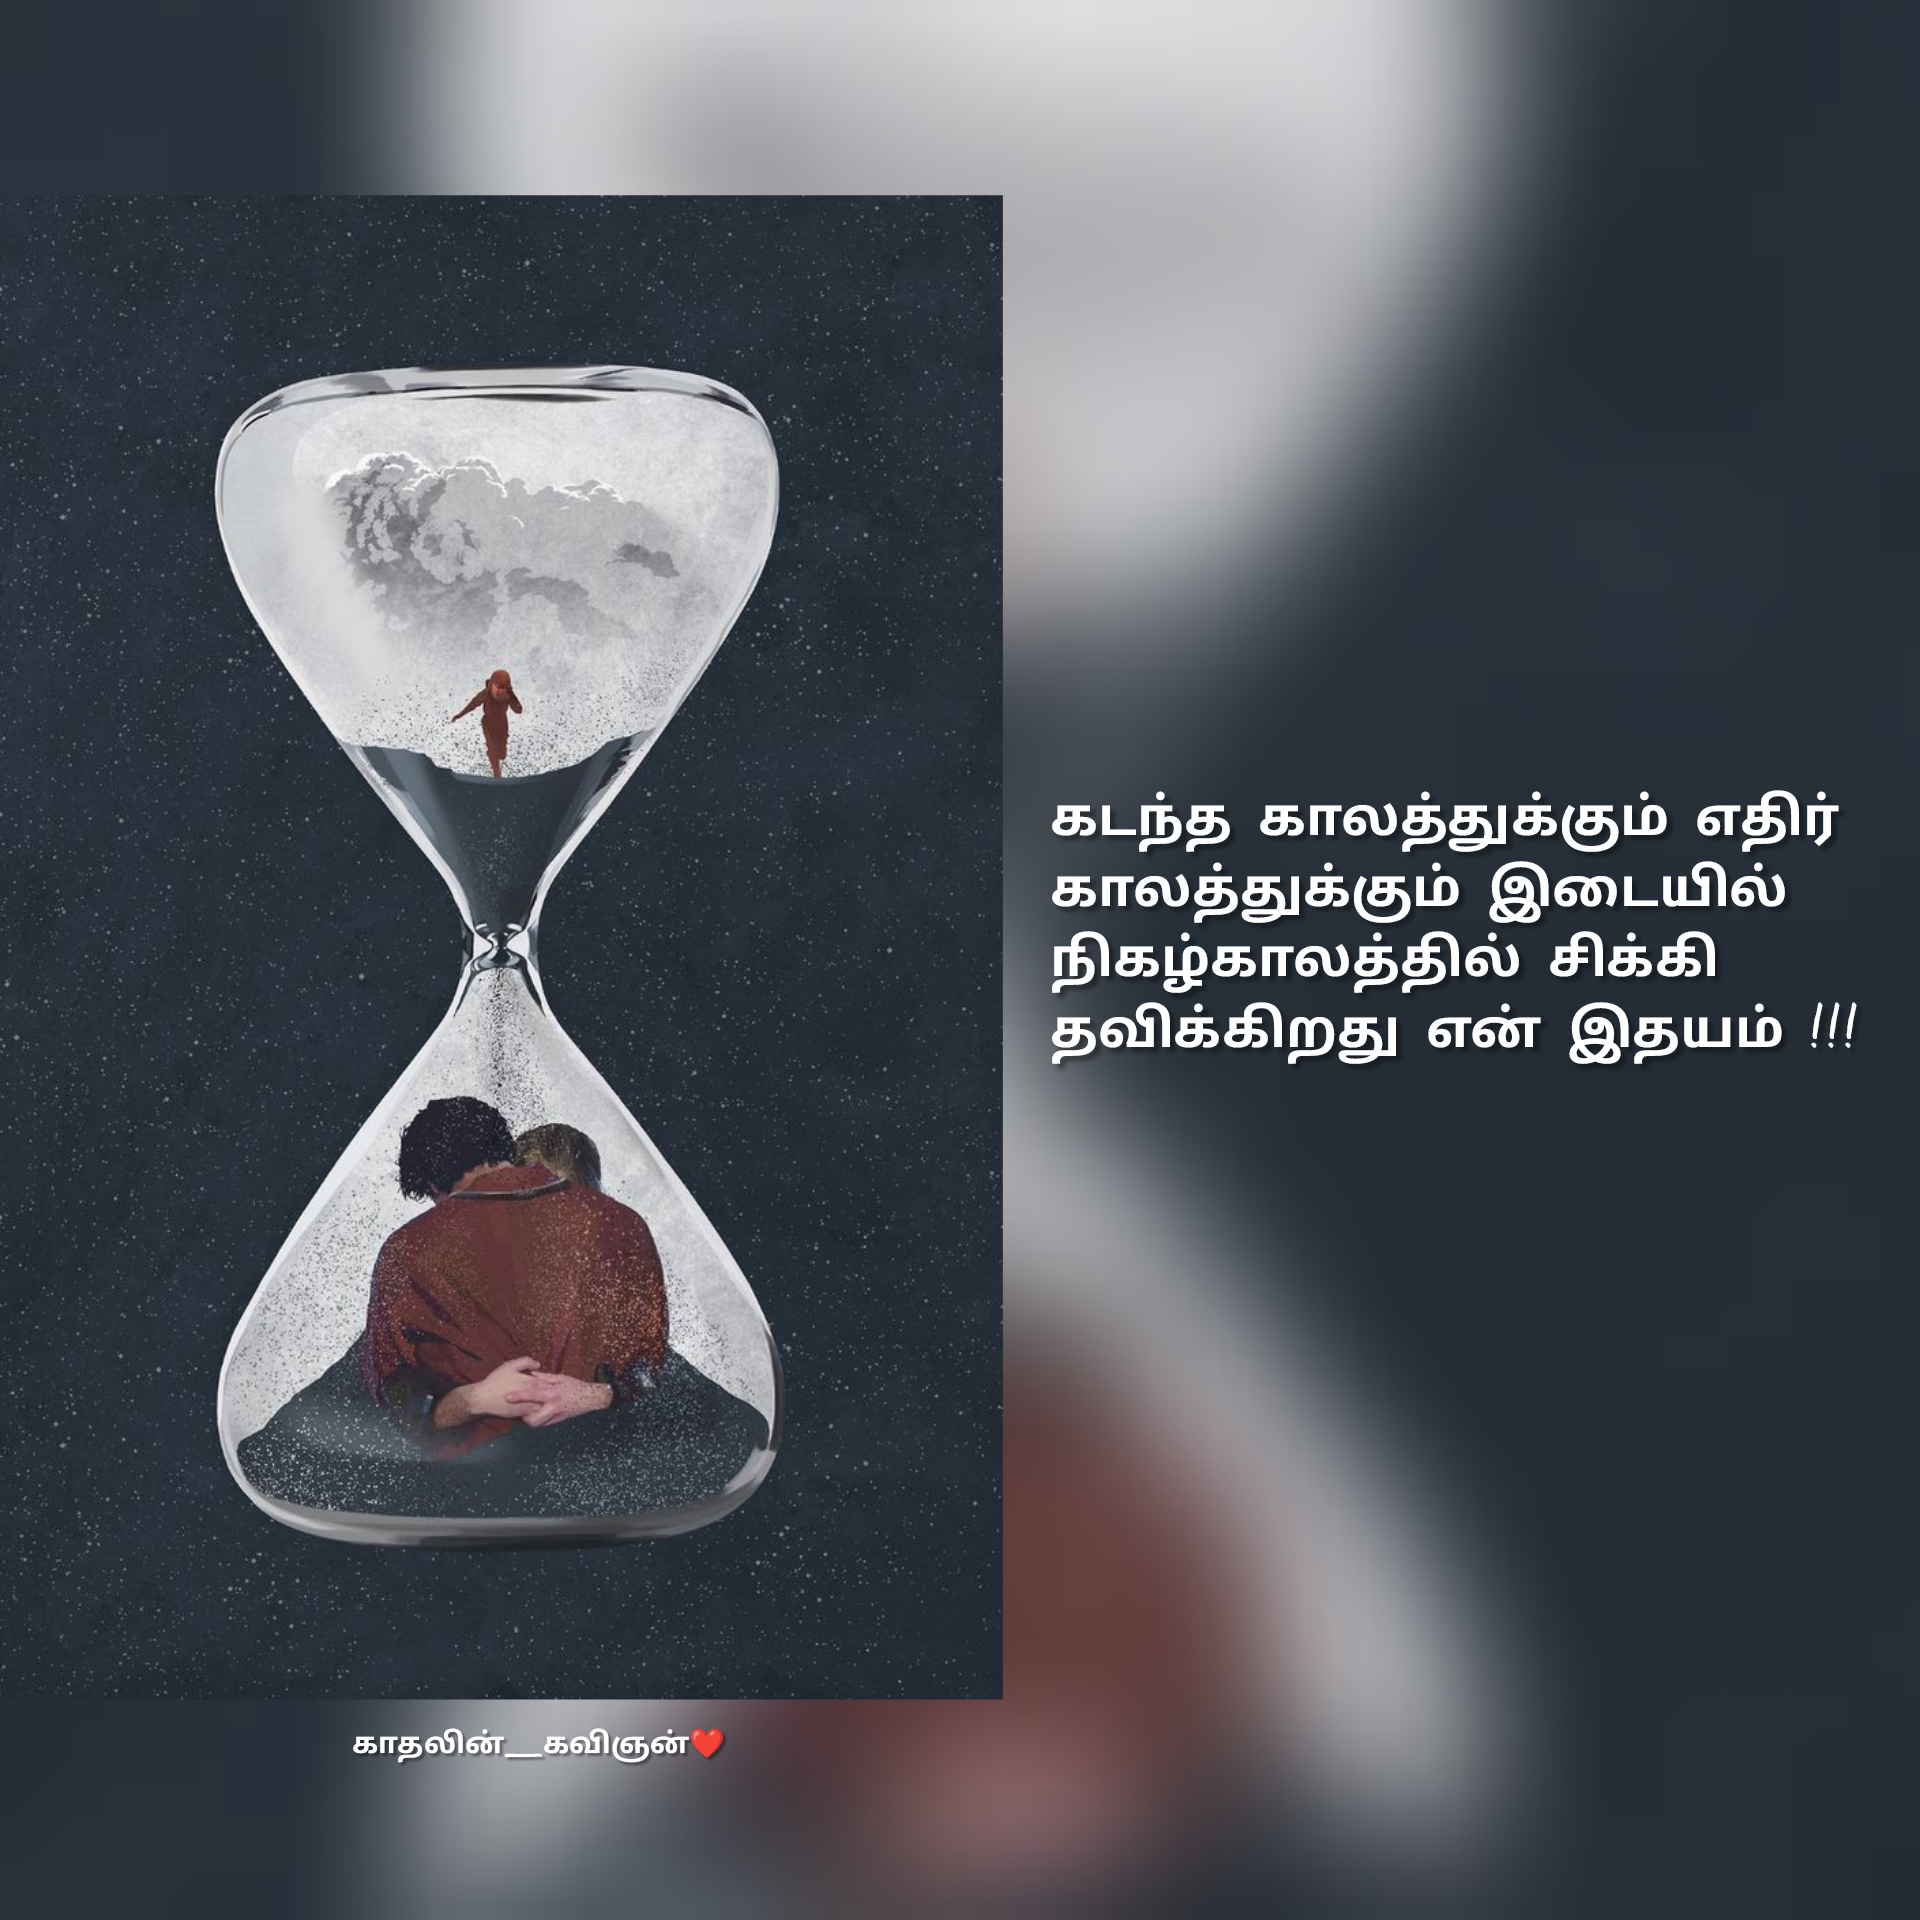 கடந்த காலத்துக்கும் எதிர்
காலத்துக்கும் இடையில்
நிகழ்காலத்தில் சிக்கி
தவிக்கிறது என் இதயம் !!!
காதலின்__கவிஞன்❤️